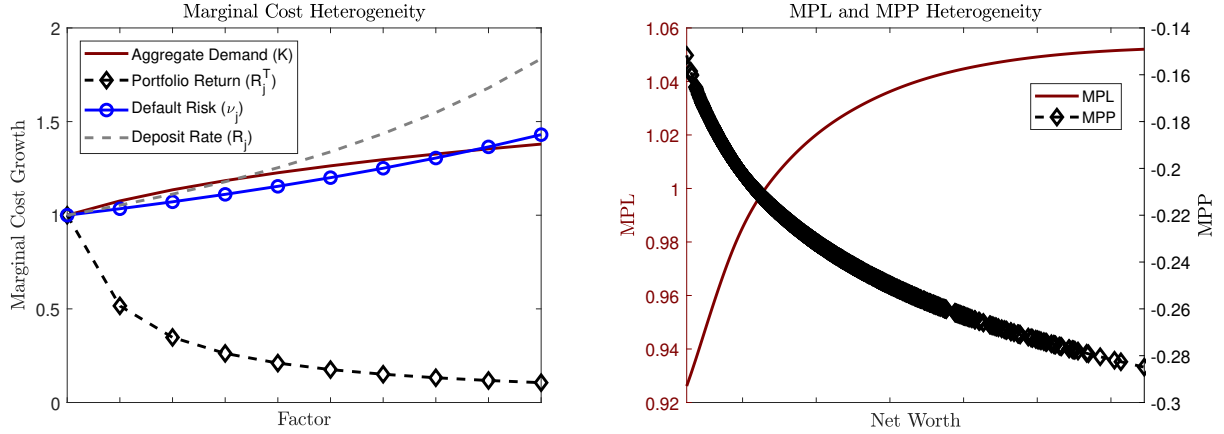 Marginal Cost Heterogeneity
2
1.5
1
0.5
0
Marginal Cost Growth
Aggregate Demand (K)
Portfolio Return (R_j^T)
Default Risk (ν_j)
Deposit Rate (R_j)
Factor
MPL and MPP Heterogeneity
1.06
1.04
1.02
1
0.98
0.96
0.94
0.92
MPL
MPL
MPP
-0.14
-0.16
-0.18
-0.2
-0.22
-0.24
-0.26
-0.28
-0.3
MPP
Net Worth